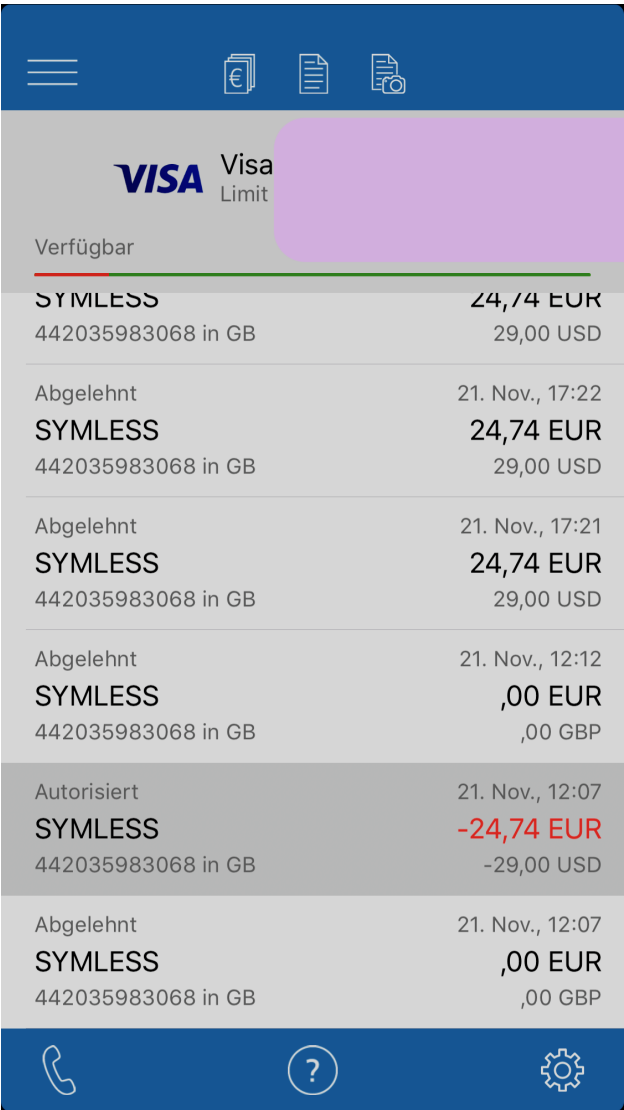 €
VISA
Visa
Limit
Verfügbar
SYMLESS 24,74 EUR
442035983068 in GB 29,00 USD
Abgelehnt 21. Nov., 17:22
SYMLESS 24,74 EUR
442035983068 in GB 29,00 USD
Abgelehnt 21. Nov., 17:21
SYMLESS 24,74 EUR
442035983068 in GB 29,00 USD
Abgelehnt 21. Nov., 12:12
SYMLESS ,00 EUR
442035983068 in GB ,00 GBP
Autorisiert 21. Nov., 12:07
SYMLESS -24,74 EUR
442035983068 in GB -29,00 USD
Abgelehnt 21. Nov., 12:07
SYMLESS ,00 EUR
442035983068 in GB ,00 GBP
?